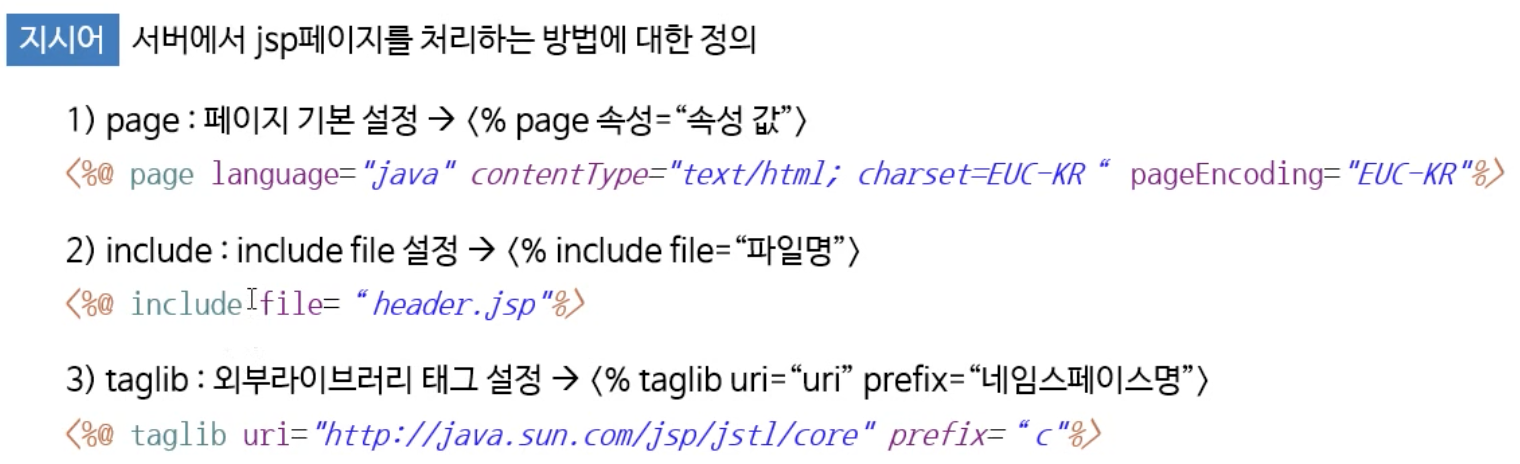 지시어 서버에서 jsp페이지를 처리하는 방법에 대한 정의
1) page : 페이지 기본 설정 → <% page 속성=“속성 값”>
<%@ page language="java" contentType="text/html; charset=EUC-KR“ pageEncoding="EUC-KR"%>
2) include : include file 설정 → <% include file=“파일명”>
<%@ include file= “header.jsp"%>
3) taglib : 외부라이브러리 태그 설정 → <% taglib uri=“uri” prefix=“네임스페이스명”>
<%@ taglib uri="http://java.sun.com/jsp/jstl/core" prefix= “c"%>